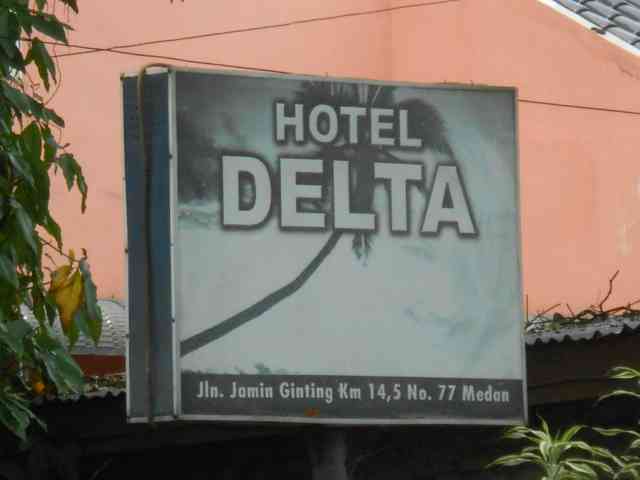 HOTEL
DELTA
Jln. Jamin Ginting Km 14,5 No. 77 Medan